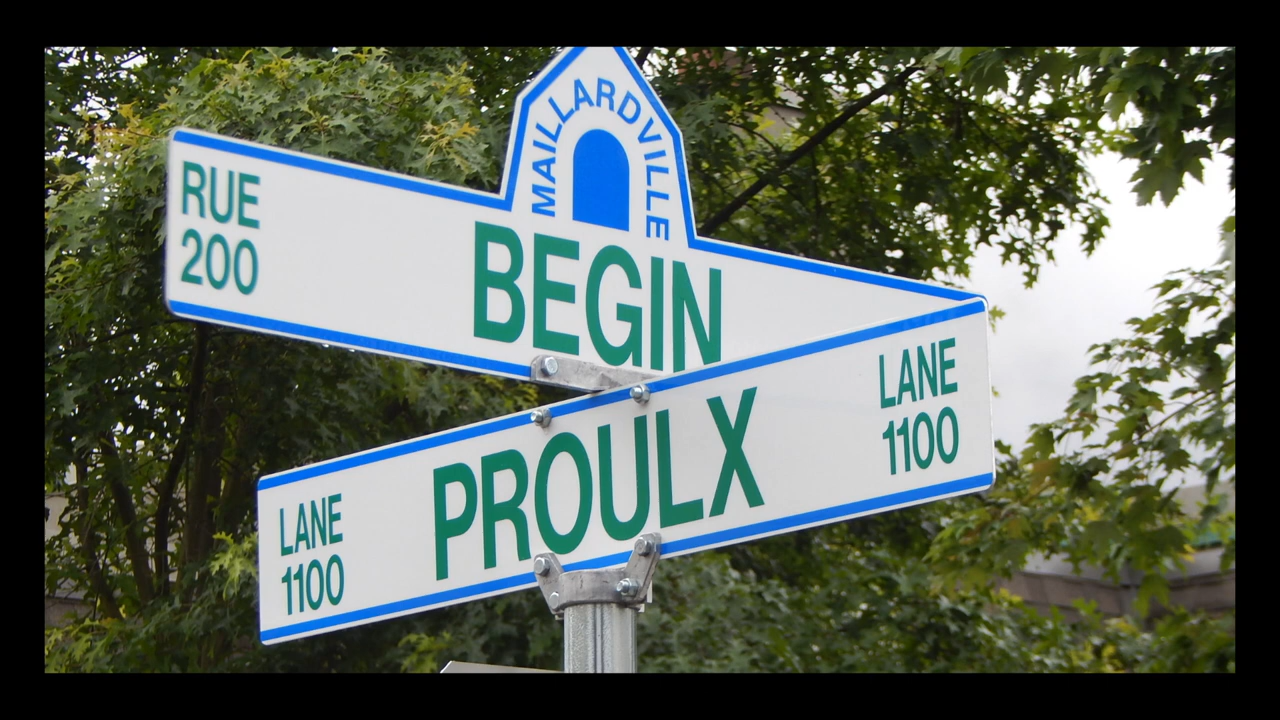 MAILLARDVILLE
RUE
200
BEGIN
LANE
1100
PROULX
LANE
1100